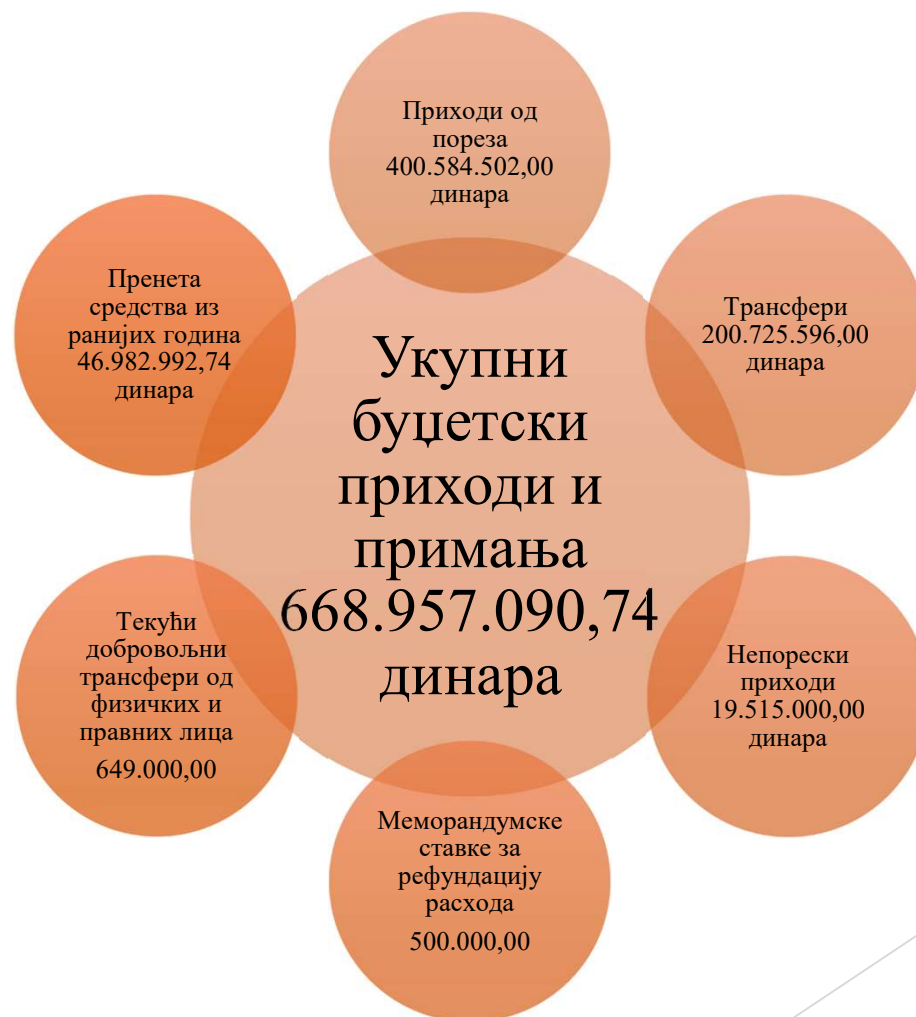 Приходи од
пореза
400.584.502,00
динара
Трансфери
200.725.596,00
динара
Непорески
приходи
19.515.000,00
динара
Меморандумске
ставке за
рефундацију
расхода
500.000,00
Текући
добровољни
трансфери од
физичких и
правних лица
649.000,00
Пренета
средства из
ранијих година
46.982.992,74
динара
Укупни
буџетски
приходи и
примања
668.957.090,74
динара